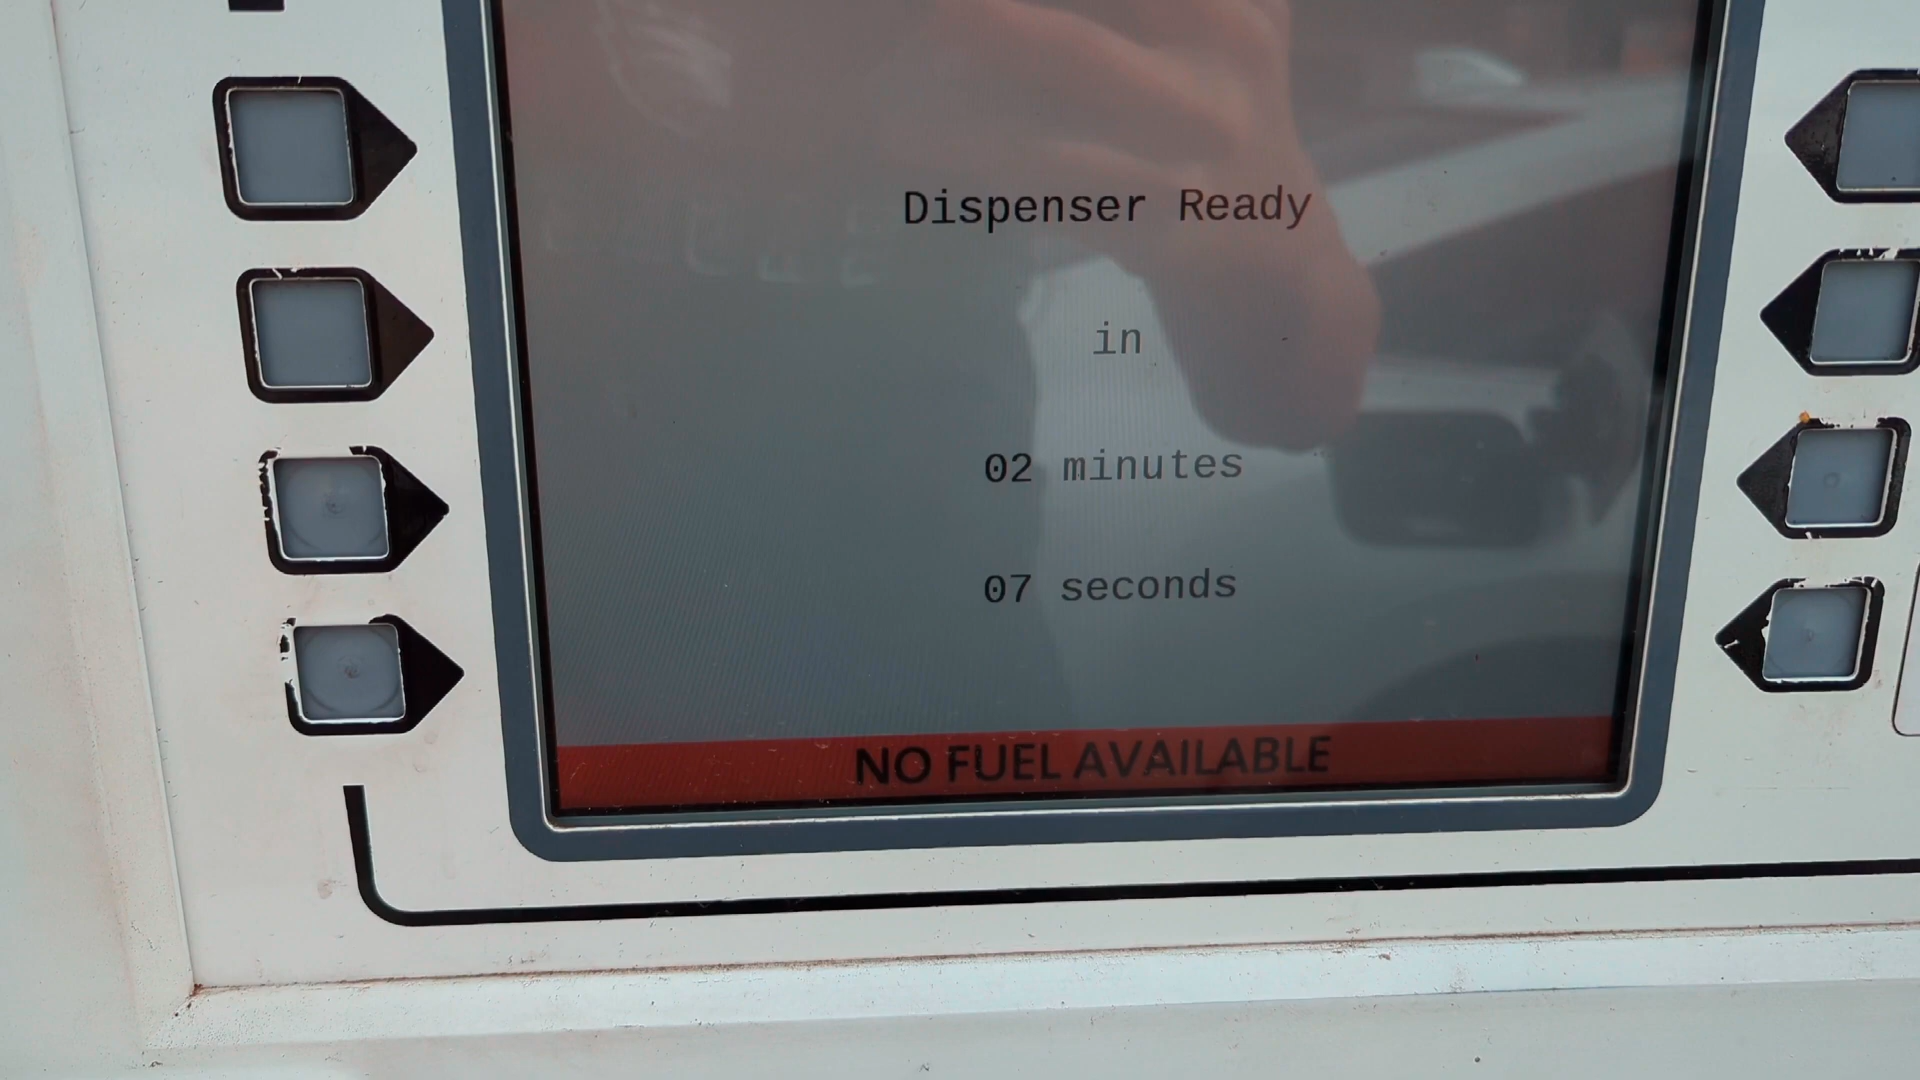 Dispenser Ready
in
02 minutes
07 seconds
NO FUEL AVAILABLE